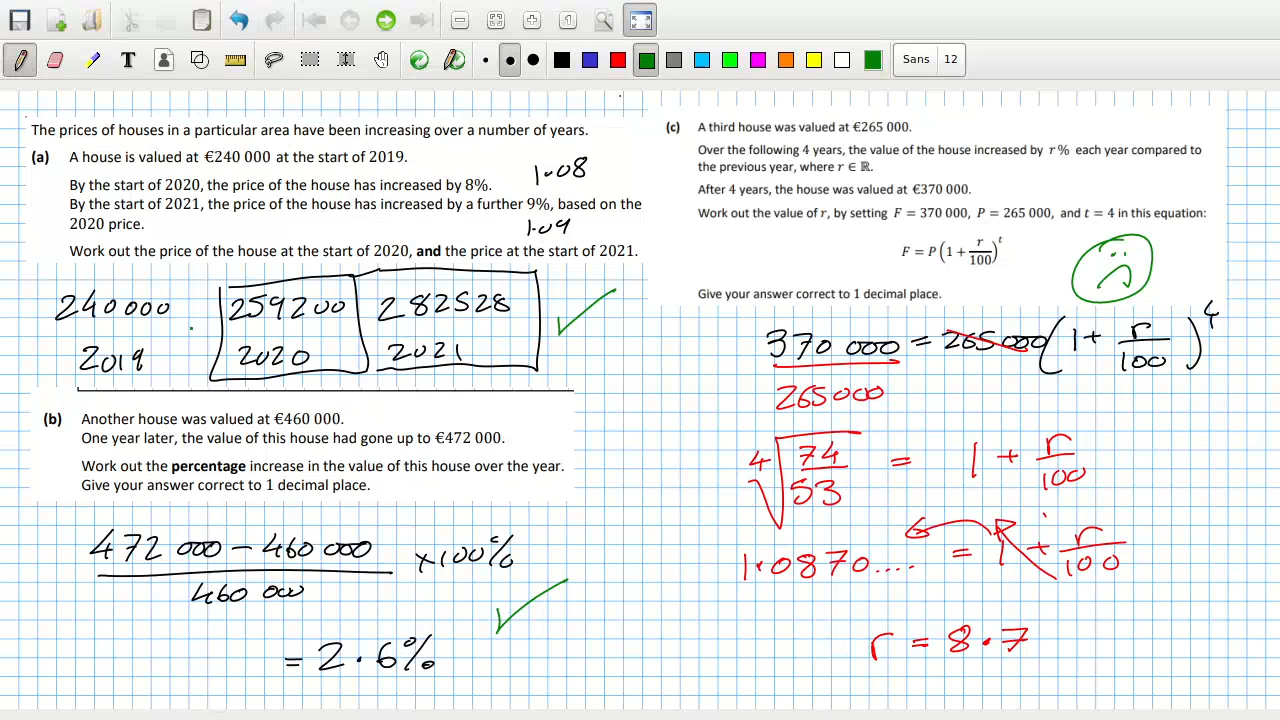 Sans 12
The prices of houses in a particular area have been increasing over a number of years.
(a) A house is valued at €240 000 at the start of 2019.
By the start of 2020, the price of the house has increased by 8%.
1.08
By the start of 2021, the price of the house has increased by a further 9%, based on the
2020 price.
1.09
Work out the price of the house at the start of 2020, and the price at the start of 2021.
240000 259200 282528
2019 2020 2021
(b) Another house was valued at €460 000.
One year later, the value of this house had gone up to €472 000.
Work out the percentage increase in the value of this house over the year.
Give your answer correct to 1 decimal place
472 000 – 460 000
460 000
×100%
= 2.6%
(c) A third house was valued at €265 000.
Over the following 4 years, the value of the house increased by r% each year compared to
the previous year, where r ∈ ℝ.
After 4 years, the house was valued at €370 000.
Work out the value of r, by setting F = 370 000, P = 265 000, and t = 4 in this equation:
F = P(1 + r/100)^t
Give your answer correct to 1 decimal place.
370 000 = 265 000(1 + r/100)^4
265000
4√(74/53) = 1 + r/100
1.0870.... = 1 + r/100
r = 8.7